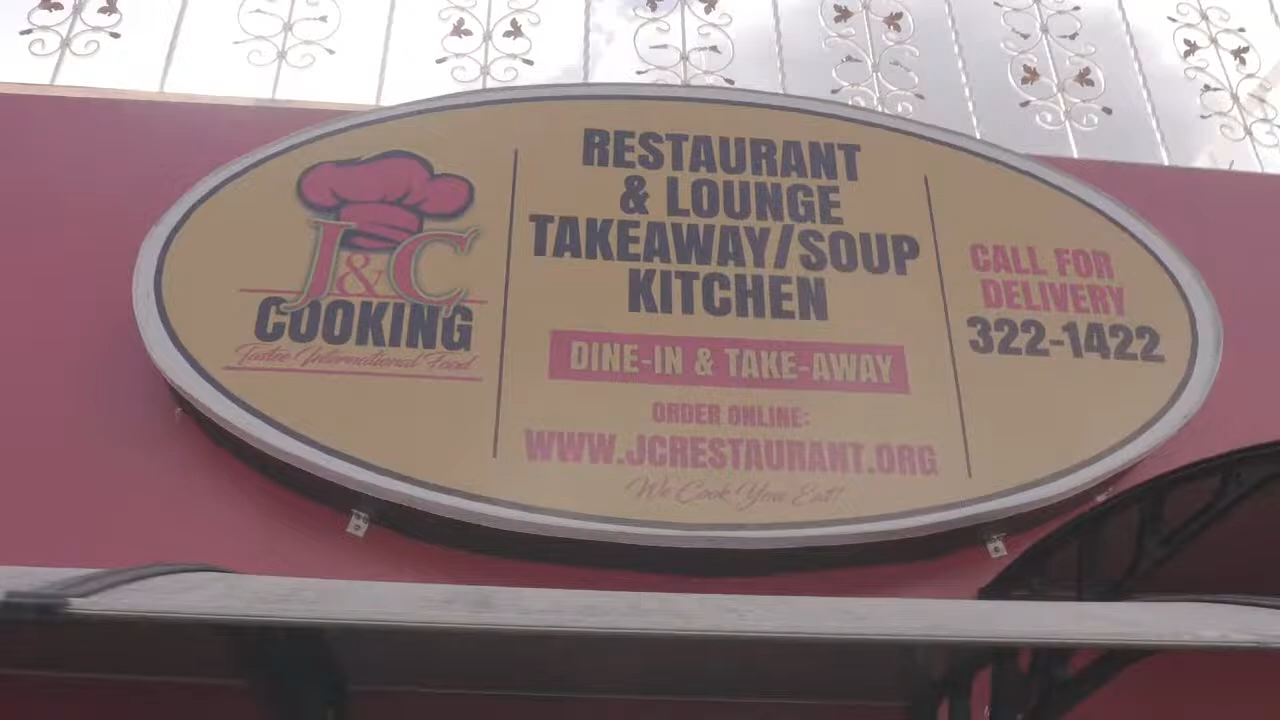 J&C
COOKING
Tastee International Food
RESTAURANT
& LOUNGE
TAKEAWAY/SOUP
KITCHEN
DINE-IN & TAKE-AWAY
ORDER ONLINE:
WWW.JCRESTAURANT.ORG
We Cook You Eat!
CALL FOR
DELIVERY
322-1422